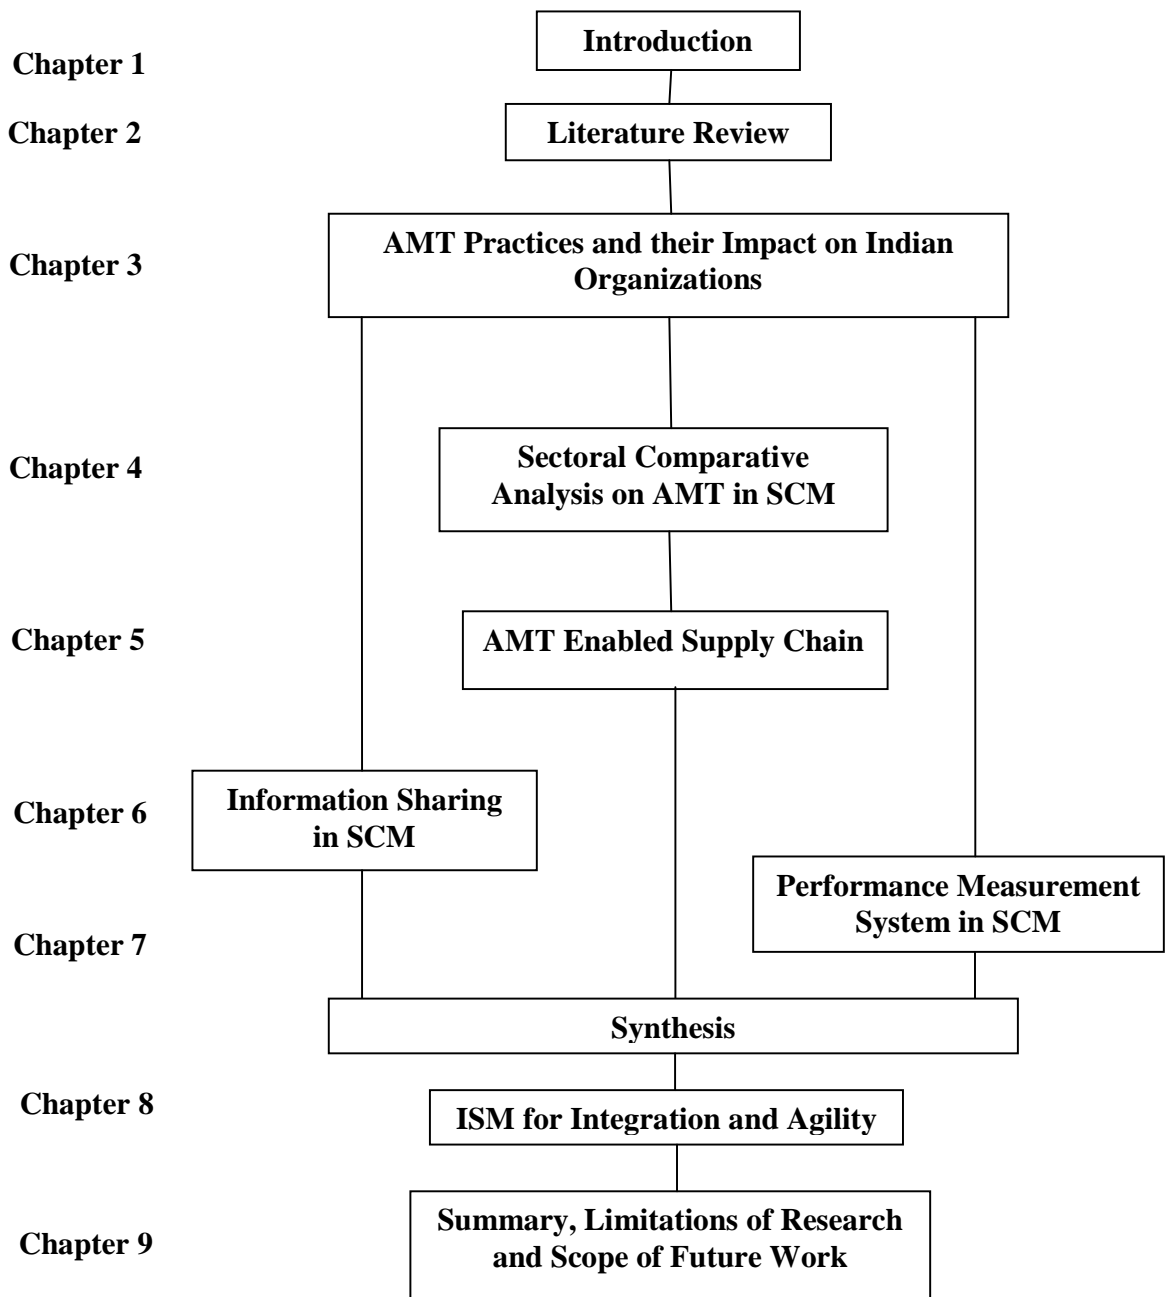 Introduction
Chapter 1
Chapter 2
Literature Review
AMT Practices and their Impact on Indian
Organizations
Chapter 3
Sectoral Comparative
Analysis on AMT in SCM
Chapter 4
Chapter 5
AMT Enabled Supply Chain
Information Sharing
in SCM
Chapter 6
Performance Measurement
System in SCM
Chapter 7
Synthesis
Chapter 8
ISM for Integration and Agility
Summary, Limitations of Research
and Scope of Future Work
Chapter 9